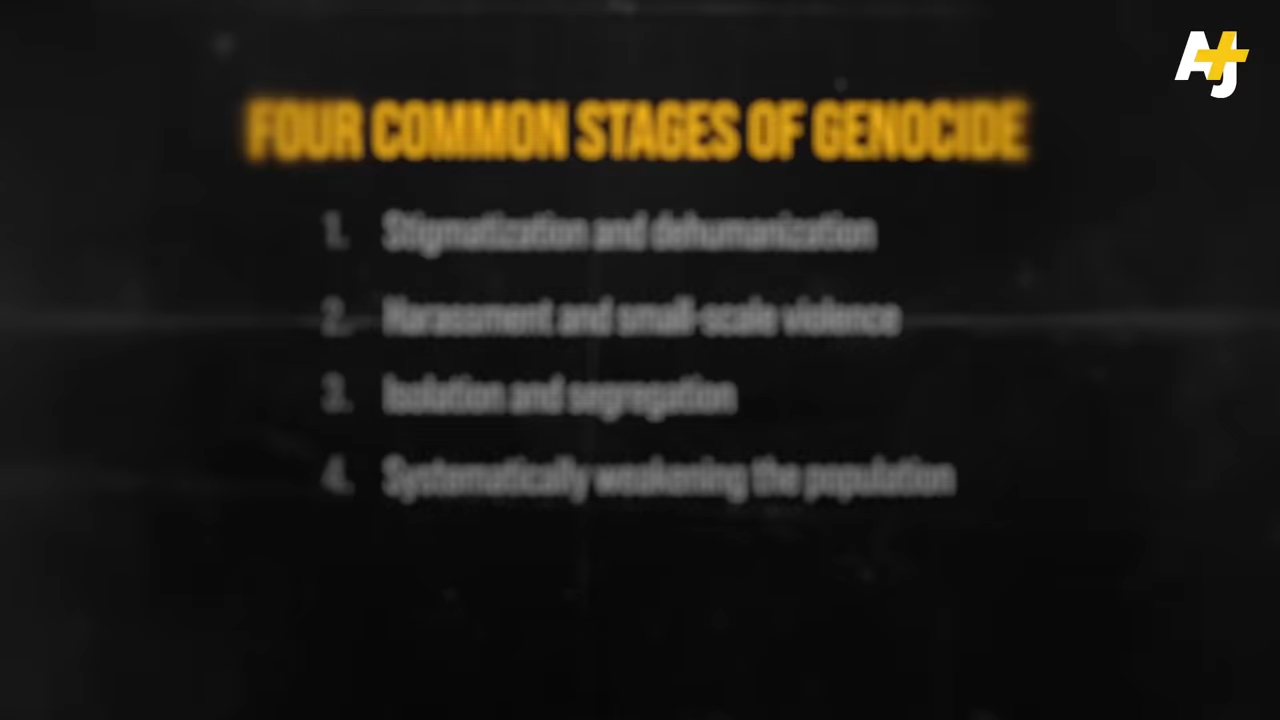 AJ+
FOUR COMMON STAGES OF GENOCIDE
1. Stigmatization and dehumanization
2. Harassment and small-scale violence
3. Isolation and segregation
4. Systematically weakening the population